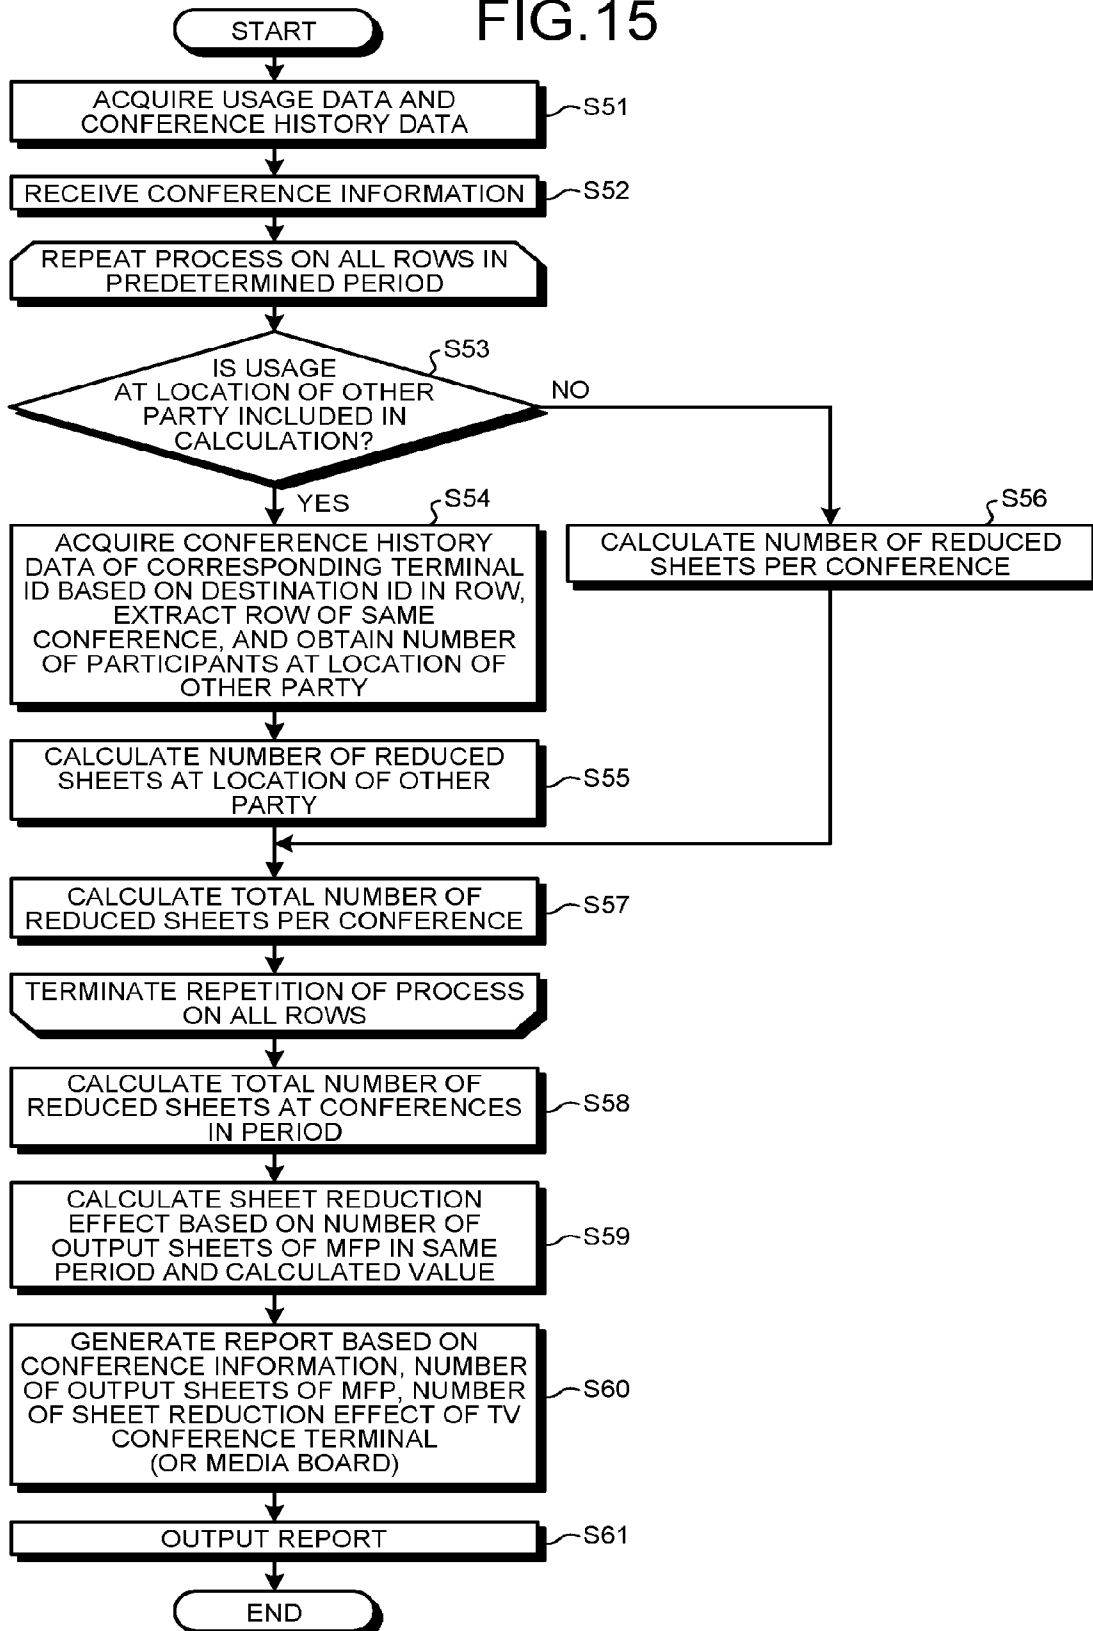 FIG.15
START
ACQUIRE USAGE DATA AND
CONFERENCE HISTORY DATA
S51
RECEIVE CONFERENCE INFORMATION
S52
REPEAT PROCESS ON ALL ROWS IN
PREDETERMINED PERIOD
S53
IS USAGE
AT LOCATION OF OTHER
PARTY INCLUDED IN
CALCULATION?
NO
YES
S54
ACQUIRE CONFERENCE HISTORY
DATA OF CORRESPONDING TERMINAL
ID BASED ON DESTINATION ID IN ROW,
EXTRACT ROW OF SAME
CONFERENCE, AND OBTAIN NUMBER
OF PARTICIPANTS AT LOCATION OF
OTHER PARTY
S56
CALCULATE NUMBER OF REDUCED
SHEETS PER CONFERENCE
CALCULATE NUMBER OF REDUCED
SHEETS AT LOCATION OF OTHER
PARTY
S55
CALCULATE TOTAL NUMBER OF
REDUCED SHEETS PER CONFERENCE
S57
TERMINATE REPETITION OF PROCESS
ON ALL ROWS
CALCULATE TOTAL NUMBER OF
REDUCED SHEETS AT CONFERENCES
IN PERIOD
S58
CALCULATE SHEET REDUCTION
EFFECT BASED ON NUMBER OF
OUTPUT SHEETS OF MFP IN SAME
PERIOD AND CALCULATED VALUE
S59
GENERATE REPORT BASED ON
CONFERENCE INFORMATION, NUMBER
OF OUTPUT SHEETS OF MFP, NUMBER
OF SHEET REDUCTION EFFECT OF TV
CONFERENCE TERMINAL
(OR MEDIA BOARD)
S60
OUTPUT REPORT
S61
END